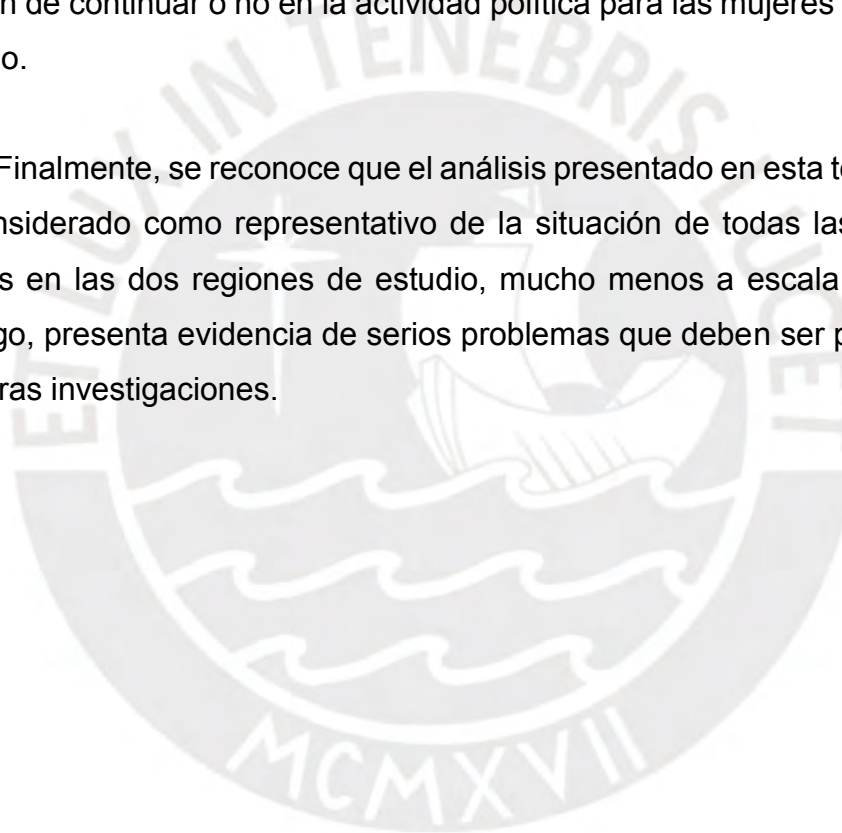 n de continuar o no en la actividad política para las mujeres
o.
Finalmente, se reconoce que el análisis presentado en esta t
nsiderado como representativo de la situación de todas las
s en las dos regiones de estudio, mucho menos a escala
go, presenta evidencia de serios problemas que deben ser p
ras investigaciones.
ET LUX IN TENEBRIS LUCET
MCMXVII